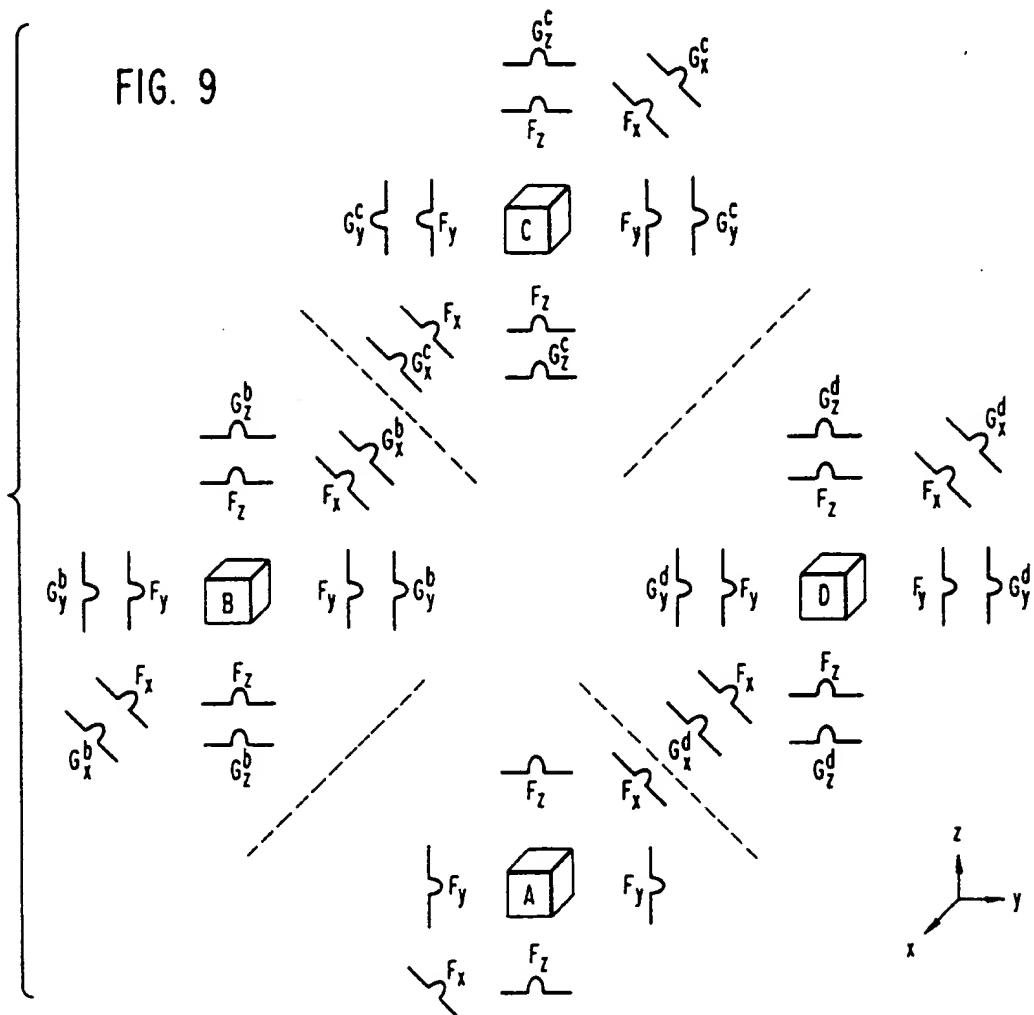 FIG. 9
G_z^c
G_x^c
F_z
F_x
G_y^c F_y C F_y G_y^c
F_x F_z
G_x^c G_z^c
G_z^b
G_x^b
F_z
F_x
G_z^d
G_x^d
F_z
F_x
G_y^b F_y B F_y G_y^b
G_y^d F_y D F_y G_y^d
F_x F_z
G_x^b G_z^b
F_x F_z
G_x^d G_z^d
F_z F_x
F_y A F_y
F_x F_z
z
y
x